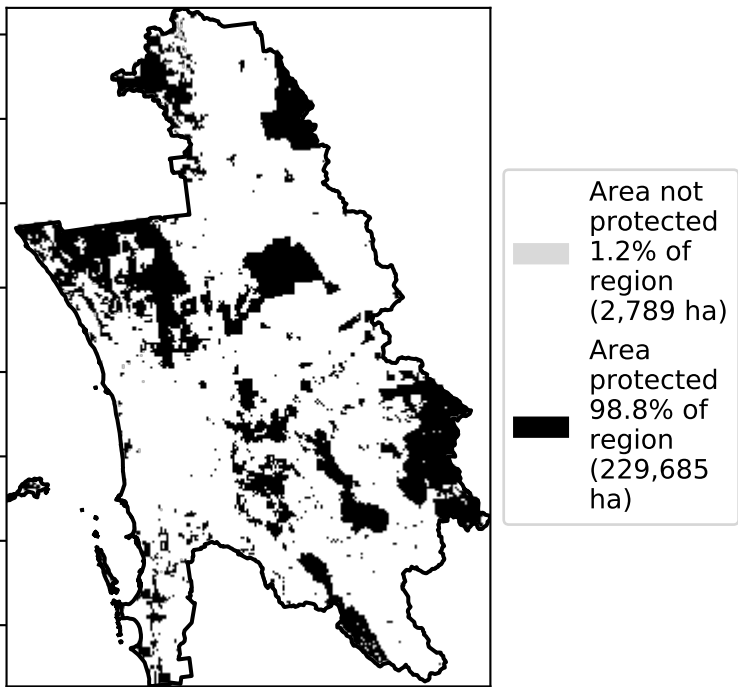 Area not
protected
1.2% of
region
(2,789 ha)
Area
protected
98.8% of
region
(229,685
ha)